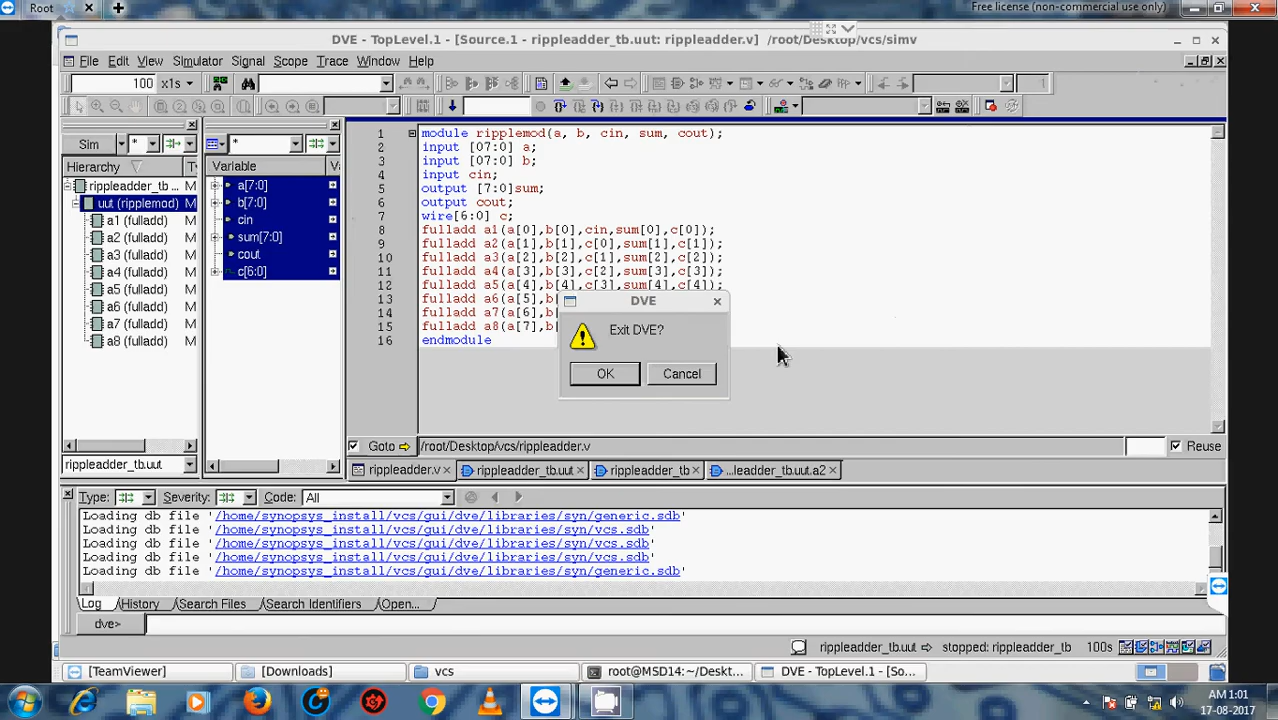 Root
Free license (non-commercial use only)
DVE - TopLevel.1 - [Source.1 - rippleadder_tb.uut: rippleadder.v] /root/Desktop/vcs/simv
File Edit View Simulator Signal Scope Trace Window Help
100 x1s
1
Sim * *
Hierarchy Ty Variable V
rippleadder_tb ... M
uut (ripplemod) M
a1 (fulladd) M
a2 (fulladd) M
a3 (fulladd) M
a4 (fulladd) M
a5 (fulladd) M
a6 (fulladd) M
a7 (fulladd) M
a8 (fulladd) M
rippleadder_tb.uut
a[7:0]
b[7:0]
cin
sum[7:0]
cout
c[6:0]
1 module ripplemod(a, b, cin, sum, cout);
2 input [07:0] a;
3 input [07:0] b;
4 input cin;
5 output [7:0]sum;
6 output cout;
7 wire[6:0] c;
8 fulladd a1(a[0],b[0],cin,sum[0],c[0]);
9 fulladd a2(a[1],b[1],c[0],sum[1],c[1]);
10 fulladd a3(a[2],b[2],c[1],sum[2],c[2]);
11 fulladd a4(a[3],b[3],c[2],sum[3],c[3]);
12 fulladd a5(a[4],b[4],c[3],sum[4],c[4]);
13 fulladd a6(a[5],b
14 fulladd a7(a[6],b
15 fulladd a8(a[7],b
16 endmodule
DVE
Exit DVE?
OK Cancel
Goto /root/Desktop/vcs/rippleadder.v Reuse
rippleadder.v rippleadder_tb.uut rippleadder_tb ...leadder_tb.uut.a2
Type: Severity: Code: All
Loading db file '/home/synopsys_install/vcs/gui/dve/libraries/syn/generic.sdb'
Loading db file '/home/synopsys_install/vcs/gui/dve/libraries/syn/vcs.sdb'
Loading db file '/home/synopsys_install/vcs/gui/dve/libraries/syn/vcs.sdb'
Loading db file '/home/synopsys_install/vcs/gui/dve/libraries/syn/vcs.sdb'
Loading db file '/home/synopsys_install/vcs/gui/dve/libraries/syn/generic.sdb'
Log History Search Files Search Identifiers Open...
dve>
rippleadder_tb.uut stopped: rippleadder_tb 100s
[TeamViewer] [Downloads] vcs root@MSD14:~/Deskt... DVE - TopLevel.1 - [So...
AM 1:01
17-08-2017